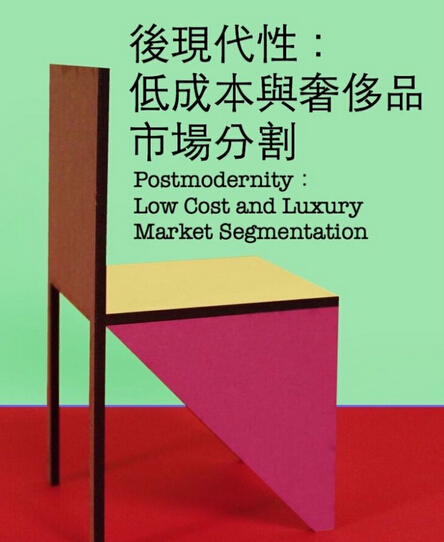 後現代性：
低成本與奢侈品
市場分割
Postmodernity：
Low Cost and Luxury
Market Segmentation